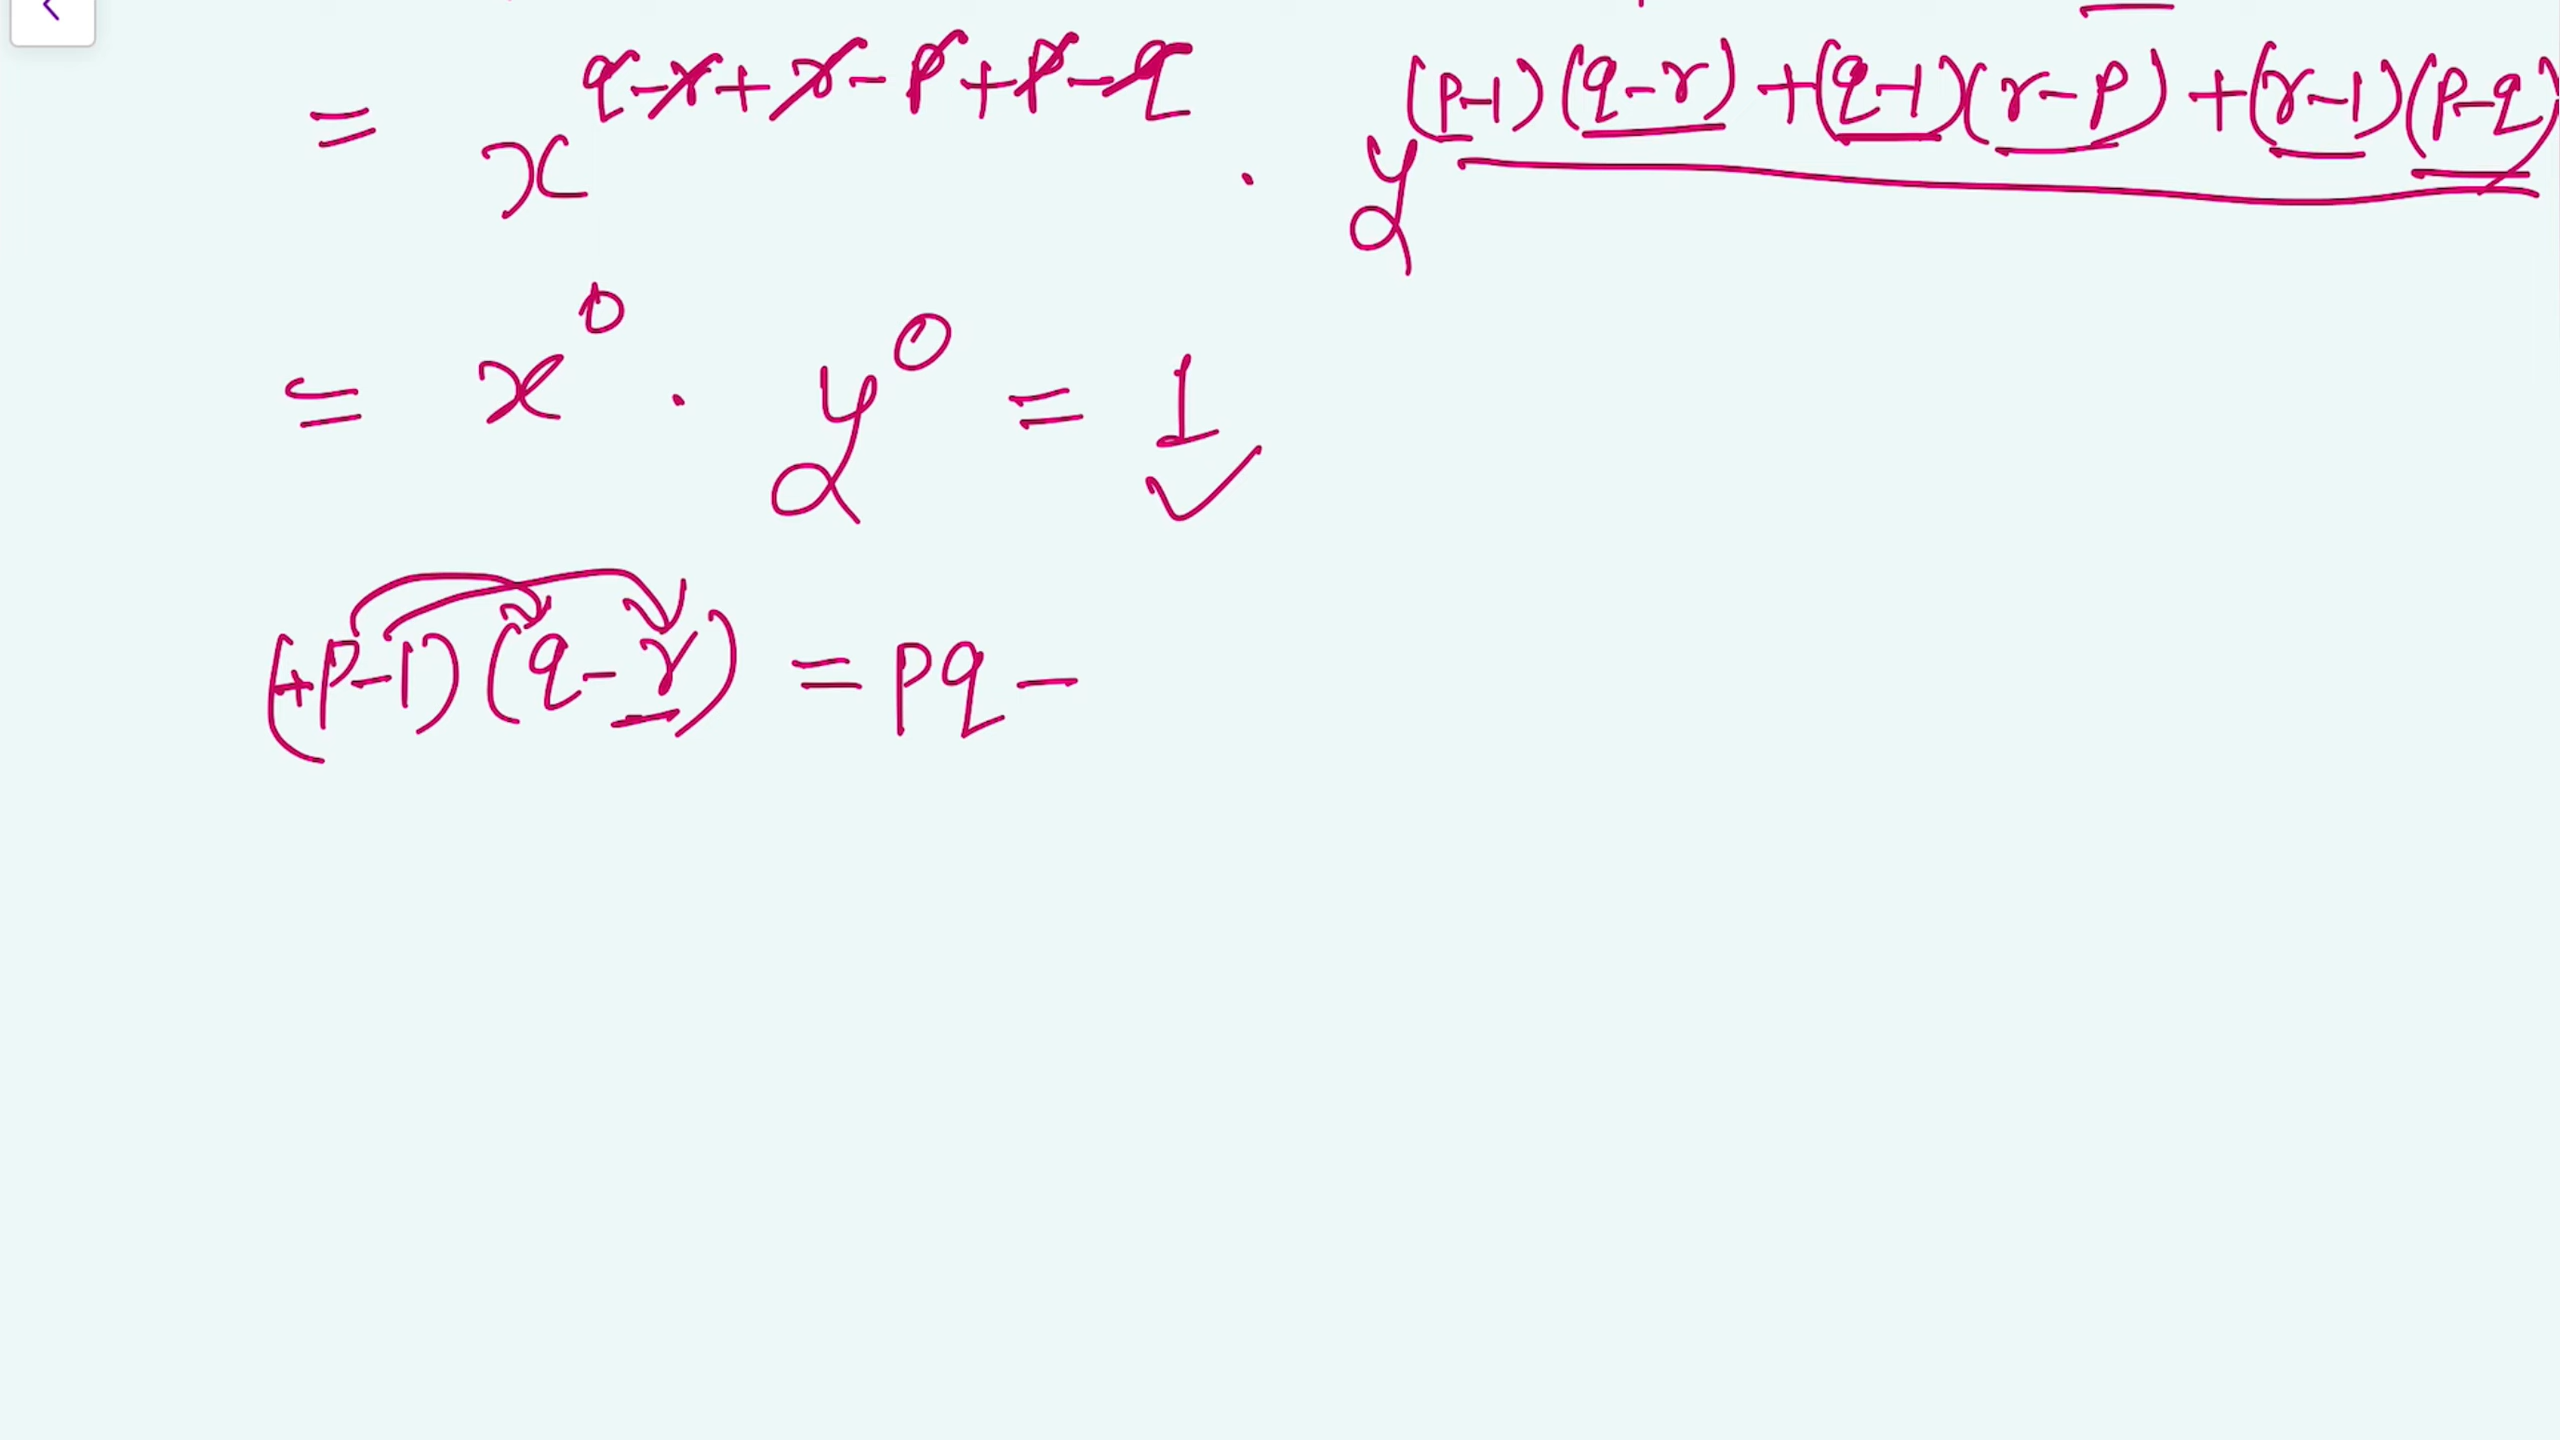 = x^{q-r+r-p+p-q} · y^{(p-1)(q-r)+(q-1)(r-p)+(r-1)(p-q)}
= x^0 · y^0 = 1
(+p-1)(q-r) = pq -